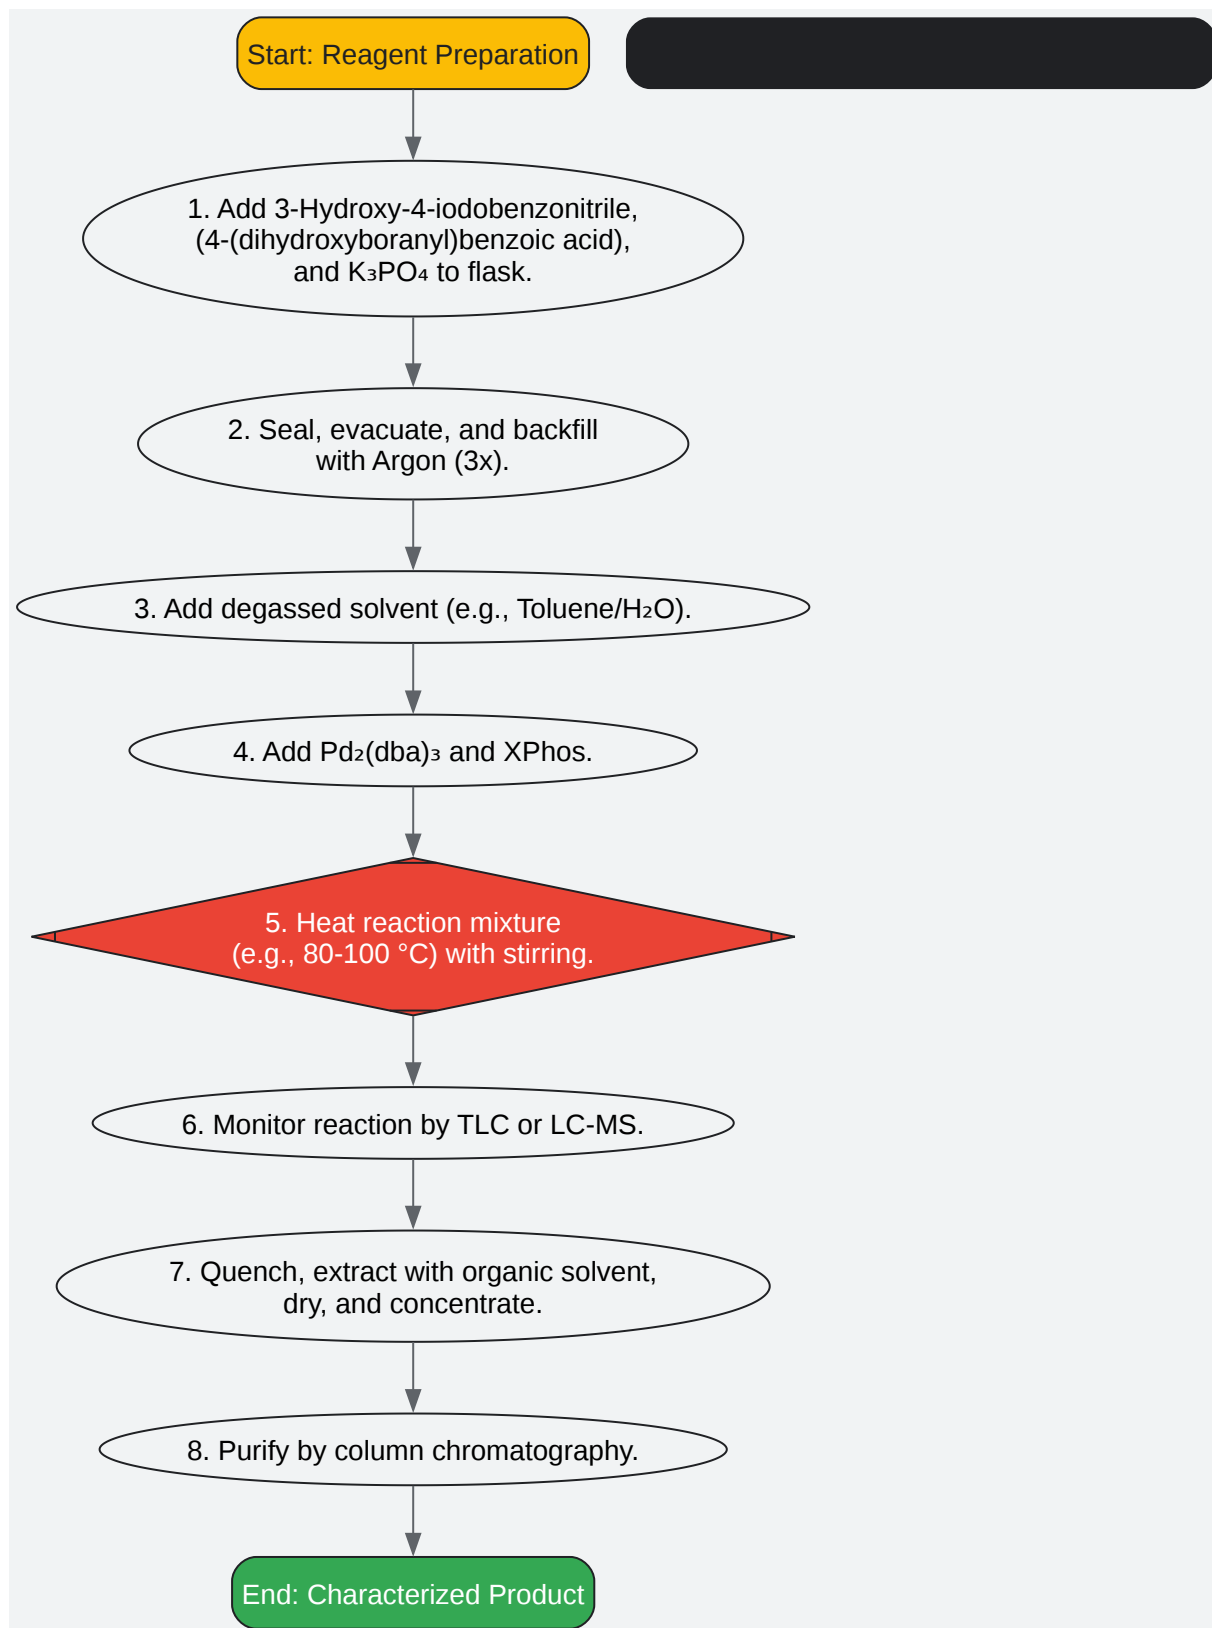 Start: Reagent Preparation
1. Add 3-Hydroxy-4-iodobenzonitrile,
(4-(dihydroxyboranyl)benzoic acid),
and K₃PO₄ to flask.
2. Seal, evacuate, and backfill
with Argon (3x).
3. Add degassed solvent (e.g., Toluene/H₂O).
4. Add Pd₂(dba)₃ and XPhos.
5. Heat reaction mixture
(e.g., 80-100 °C) with stirring.
6. Monitor reaction by TLC or LC-MS.
7. Quench, extract with organic solvent,
dry, and concentrate.
8. Purify by column chromatography.
End: Characterized Product